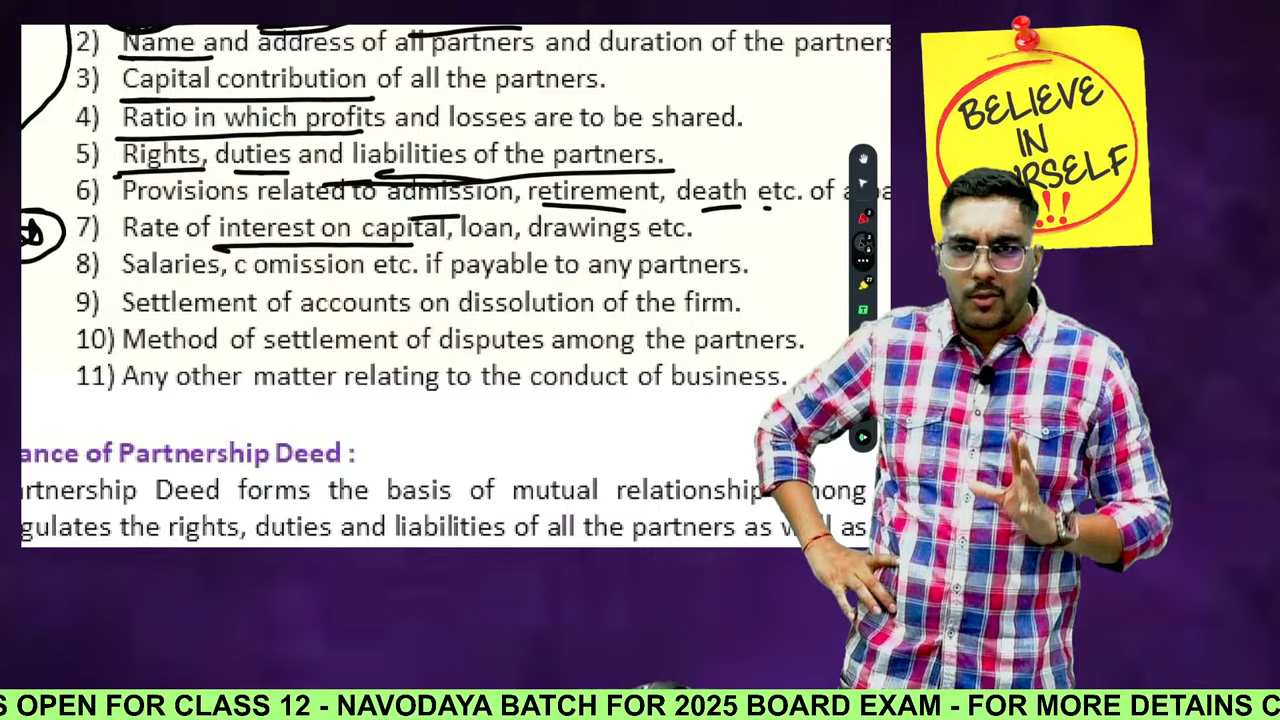 2) Name and address of all partners and duration of the partners
3) Capital contribution of all the partners.
4) Ratio in which profits and losses are to be shared.
5) Rights, duties and liabilities of the partners.
6) Provisions related to admission, retirement, death etc. of a
7) Rate of interest on capital, loan, drawings etc.
8) Salaries, c omission etc. if payable to any partners.
9) Settlement of accounts on dissolution of the firm.
10) Method of settlement of disputes among the partners.
11) Any other matter relating to the conduct of business.
ance of Partnership Deed :
rtnership Deed forms the basis of mutual relationship
gulates the rights, duties and liabilities of all the partners as as
BELIEVE
IN
URSELF
!!
S OPEN FOR CLASS 12 - NAVODAYA BATCH FOR 2025 BOARD EXAM - FOR MORE DETAINS C